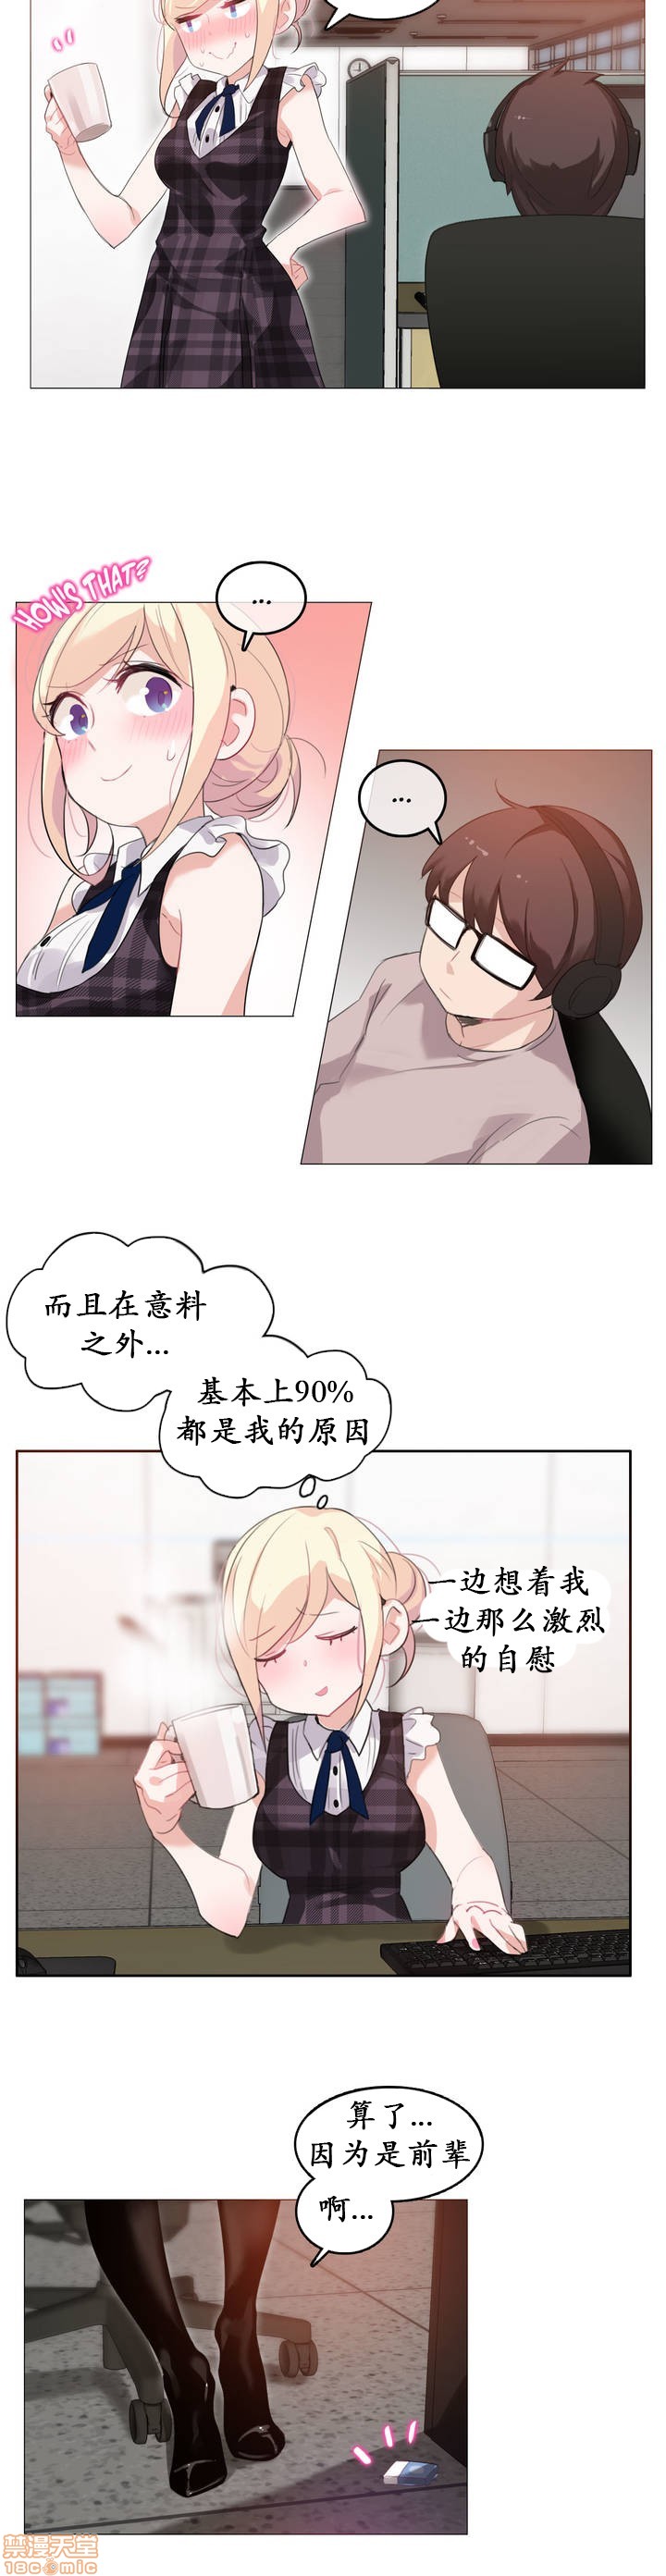 HOW'S THAT?
...
...
而且在意料
之外...
基本上90%
都是我的原因
一边想着我
一边那么激烈
的自慰
算了...
因为是前辈
啊...
禁漫天堂
18comic